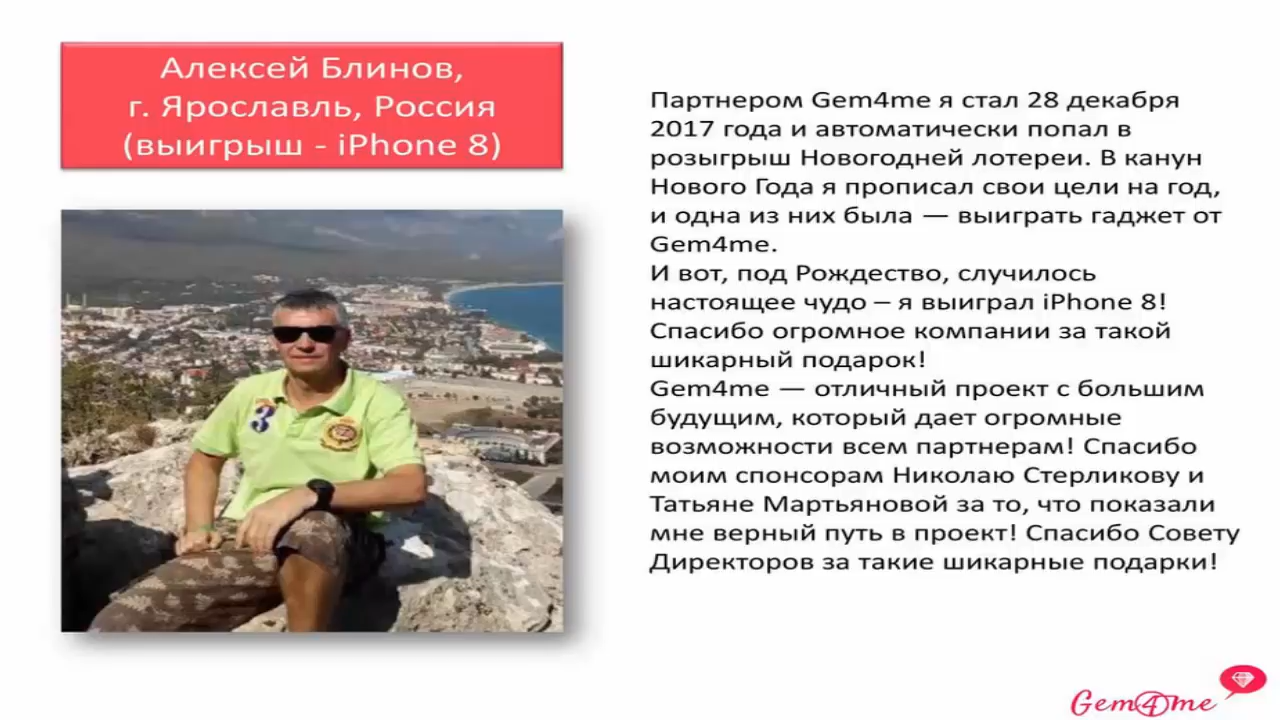 Алексей Блинов,
г. Ярославль, Россия
(выигрыш - iPhone 8)
Партнером Gem4me я стал 28 декабря
2017 года и автоматически попал в
розыгрыш Новогодней лотереи. В канун
Нового Года я прописал свои цели на год,
и одна из них была — выиграть гаджет от
Gem4me.
И вот, под Рождество, случилось
настоящее чудо – я выиграл iPhone 8!
Спасибо огромное компании за такой
шикарный подарок!
Gem4me — отличный проект с большим
будущим, который дает огромные
возможности всем партнерам! Спасибо
моим спонсорам Николаю Стерликову и
Татьяне Мартьяновой за то, что показали
мне верный путь в проект! Спасибо Совету
Директоров за такие шикарные подарки!
3
Gem4me